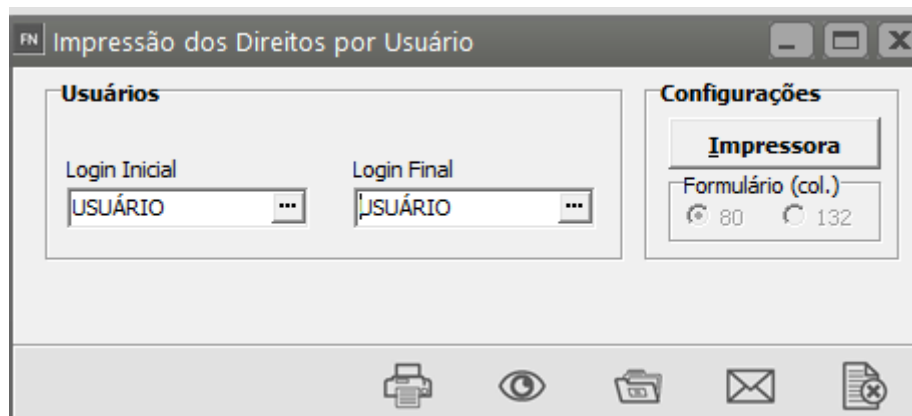 FN Impressão dos Direitos por Usuário
Usuários
Login Inicial
USUÁRIO ...
Login Final
USUÁRIO ...
Configurações
Impressora
Formulário (col.)
80 132